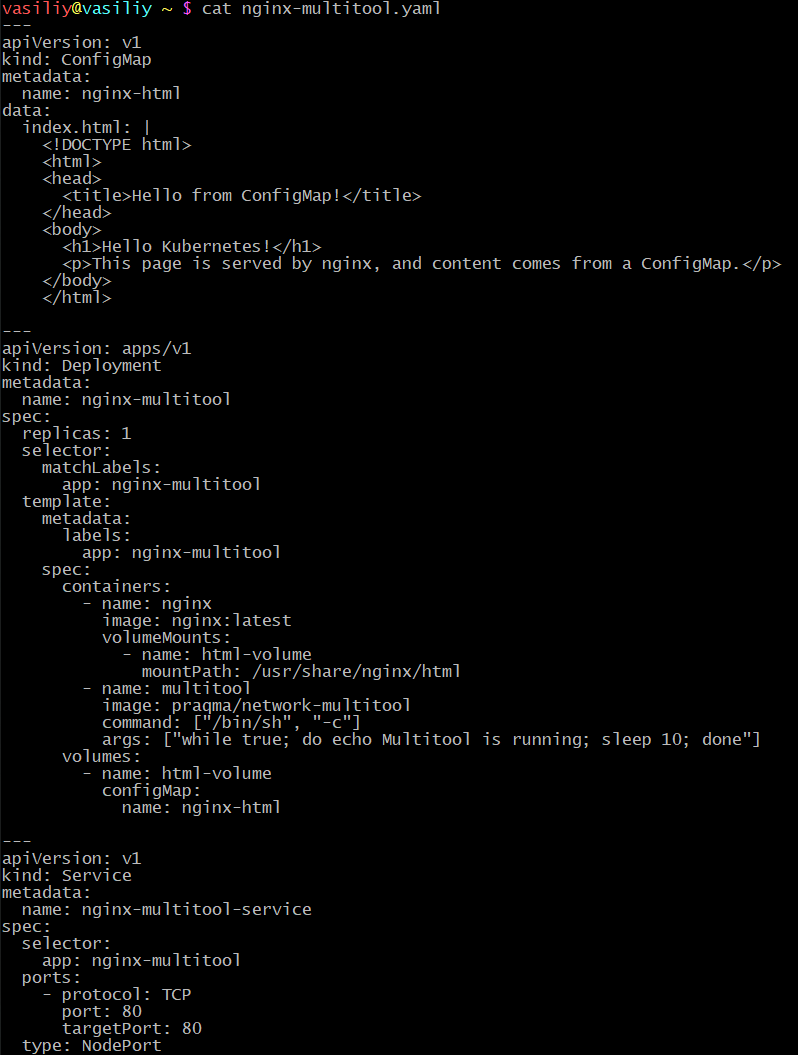 vasiliy@vasiliy ~ $ cat nginx-multitool.yaml
---
apiVersion: v1
kind: ConfigMap
metadata:
  name: nginx-html
data:
  index.html: |
    <!DOCTYPE html>
    <html>
    <head>
      <title>Hello from ConfigMap!</title>
    </head>
    <body>
      <h1>Hello Kubernetes!</h1>
      <p>This page is served by nginx, and content comes from a ConfigMap.</p>
    </body>
    </html>

---
apiVersion: apps/v1
kind: Deployment
metadata:
  name: nginx-multitool
spec:
  replicas: 1
  selector:
    matchLabels:
      app: nginx-multitool
  template:
    metadata:
      labels:
        app: nginx-multitool
    spec:
      containers:
        - name: nginx
          image: nginx:latest
          volumeMounts:
            - name: html-volume
              mountPath: /usr/share/nginx/html
        - name: multitool
          image: praqma/network-multitool
          command: ["/bin/sh", "-c"]
          args: ["while true; do echo Multitool is running; sleep 10; done"]
      volumes:
        - name: html-volume
          configMap:
            name: nginx-html

---
apiVersion: v1
kind: Service
metadata:
  name: nginx-multitool-service
spec:
  selector:
    app: nginx-multitool
  ports:
    - protocol: TCP
      port: 80
      targetPort: 80
  type: NodePort